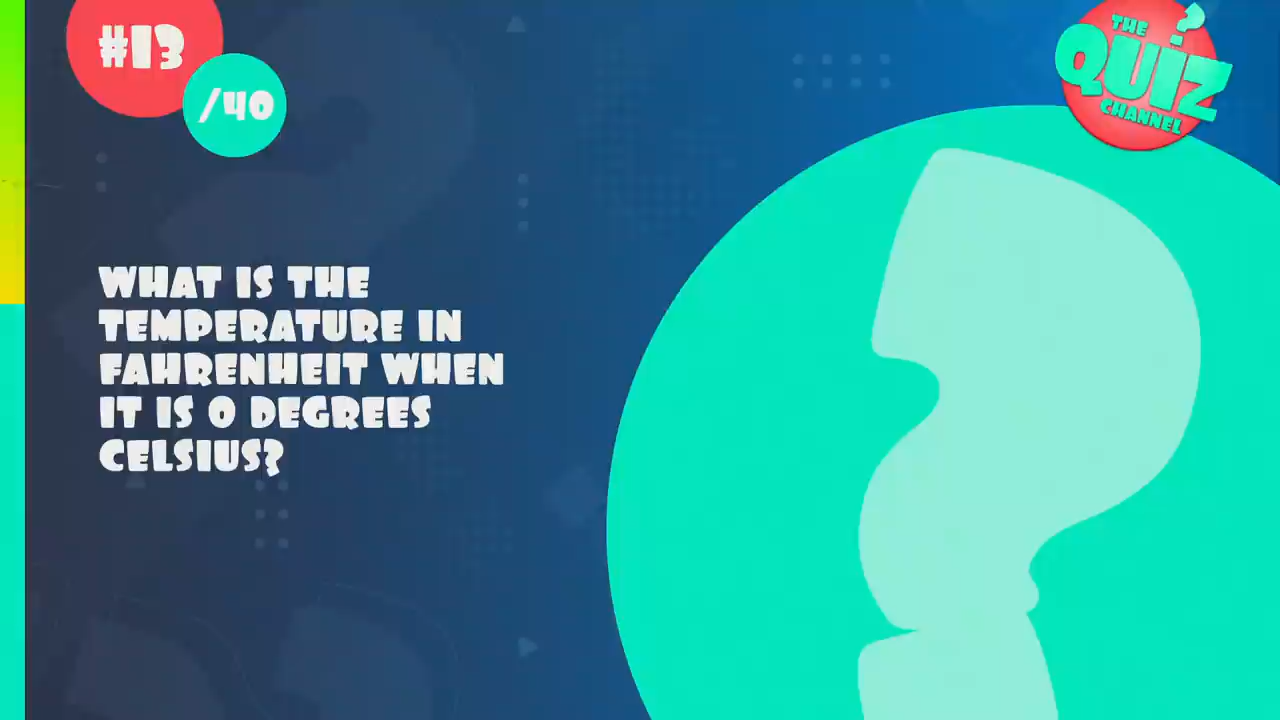 #13
/40
THE
QUIZ
CHANNEL
WHAT IS THE
TEMPERATURE IN
FAHRENHEIT WHEN
IT IS 0 DEGREES
CELSIUS?